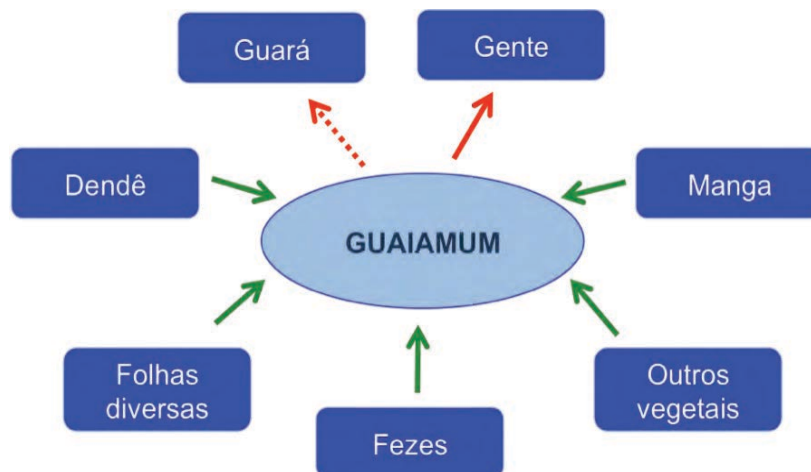 Guará
Gente
Dendê
Manga
GUAIAMUM
Folhas
diversas
Fezes
Outros
vegetais